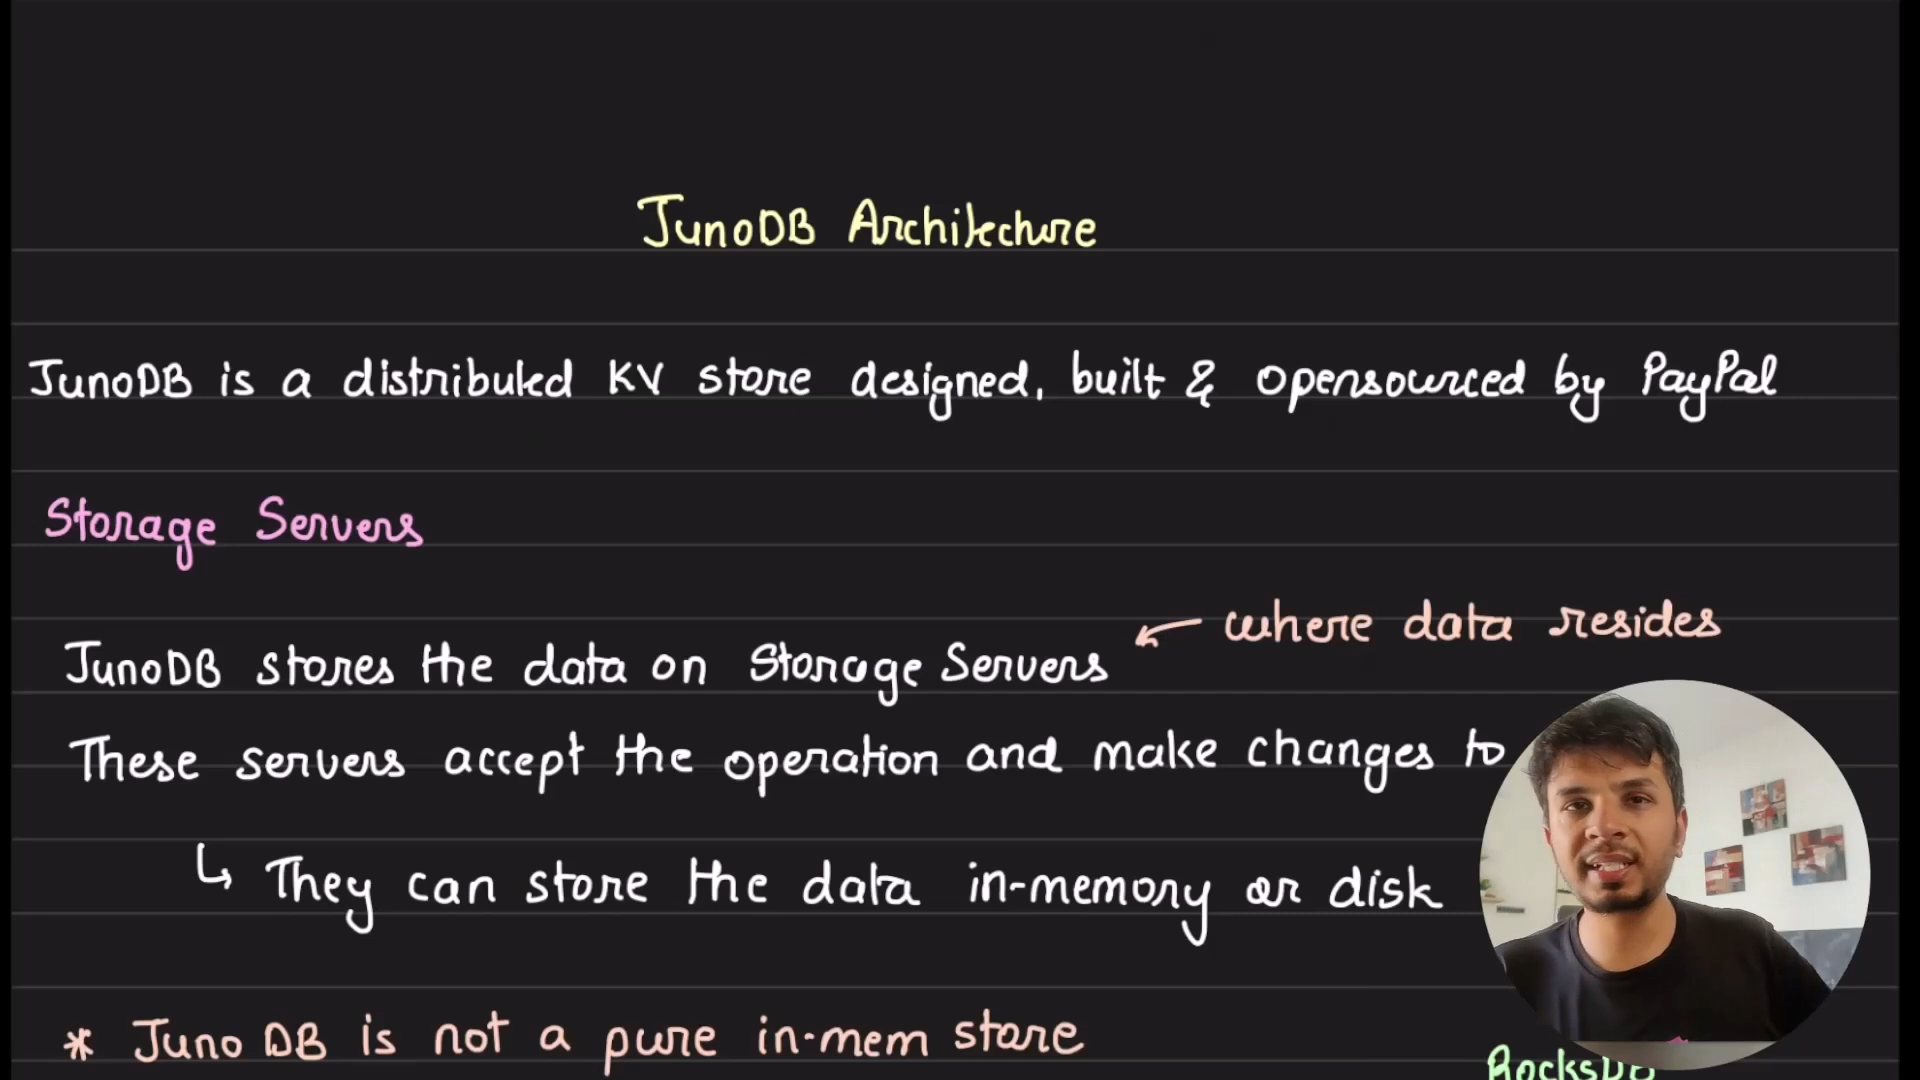 JunoDB Architecture
JunoDB is a distributed KV store designed, built & opensourced by PayPal
Storage Servers
where data resides
JunoDB stores the data on Storage Servers
These servers accept the operation and make changes to
↳ They can store the data in-memory or disk
* Juno DB is not a pure in-mem store
RocksDB